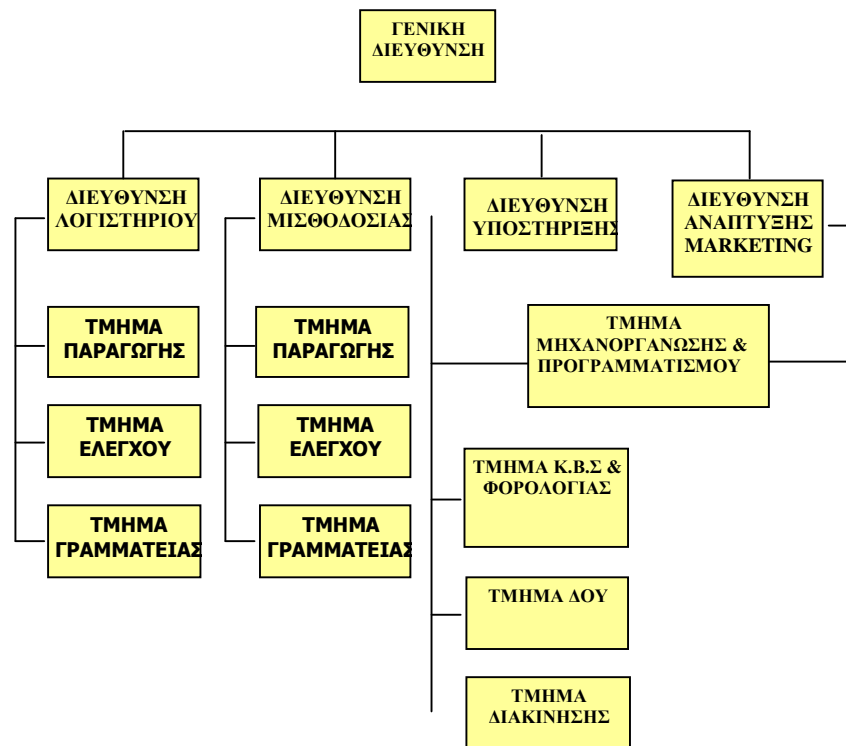 ΓΕΝΙΚΗ
ΔΙΕΥΘΥΝΣΗ
ΔΙΕΥΘΥΝΣΗ
ΛΟΓΙΣΤΗΡΙΟΥ
ΔΙΕΥΘΥΝΣΗ
ΜΙΣΘΟΔΟΣΙΑΣ
ΔΙΕΥΘΥΝΣΗ
ΥΠΟΣΤΗΡΙΞΗΣ
ΔΙΕΥΘΥΝΣΗ
ΑΝΑΠΤΥΞΗΣ
MARKETING
ΤΜΗΜΑ
ΠΑΡΑΓΩΓΗΣ
ΤΜΗΜΑ
ΠΑΡΑΓΩΓΗΣ
ΤΜΗΜΑ
ΜΗΧΑΝΟΡΓΑΝΩΣΗΣ &
ΠΡΟΓΡΑΜΜΑΤΙΣΜΟΥ
ΤΜΗΜΑ
ΕΛΕΓΧΟΥ
ΤΜΗΜΑ
ΕΛΕΓΧΟΥ
ΤΜΗΜΑ Κ.Β.Σ &
ΦΟΡΟΛΟΓΙΑΣ
ΤΜΗΜΑ
ΓΡΑΜΜΑΤΕΙΑΣ
ΤΜΗΜΑ
ΓΡΑΜΜΑΤΕΙΑΣ
ΤΜΗΜΑ ΔΟΥ
ΤΜΗΜΑ
ΔΙΑΚΙΝΗΣΗΣ